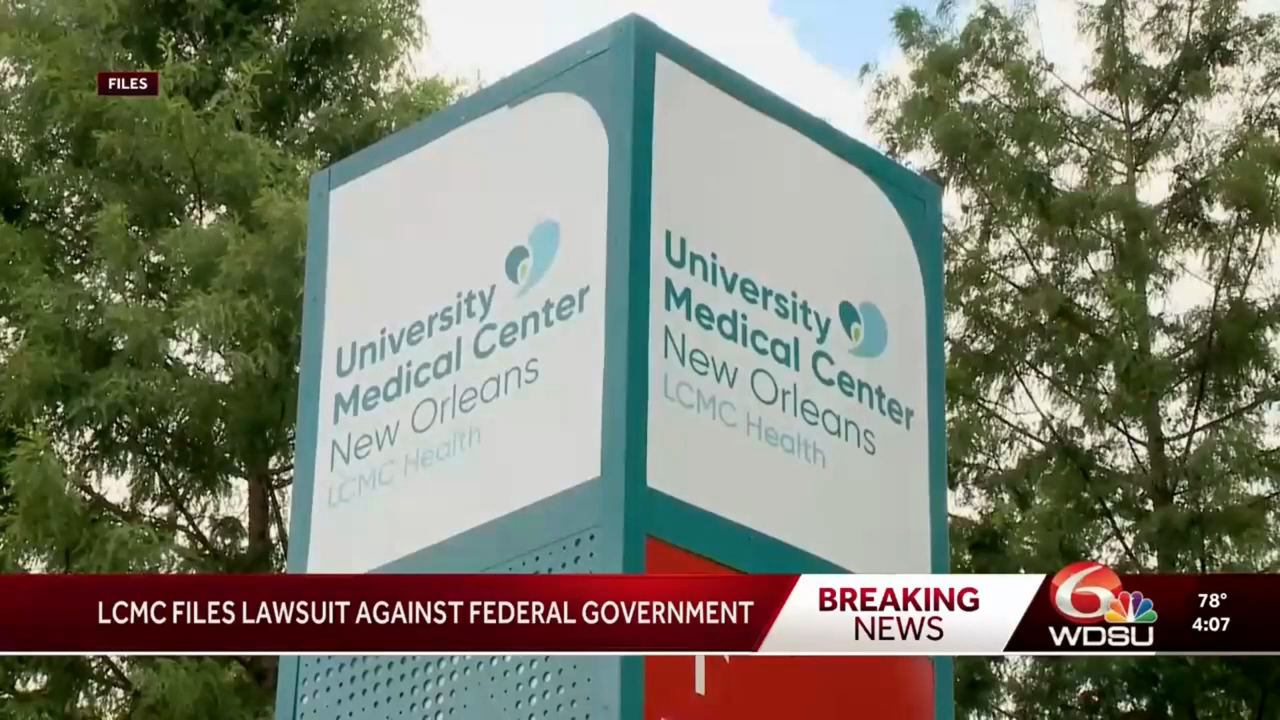 FILES
University
Medical Center
New Orleans
LCMC Health
University
Medical Center
New Orleans
LCMC Health
LCMC FILES LAWSUIT AGAINST FEDERAL GOVERNMENT
BREAKING
NEWS
6
WDSU
78°
4:07